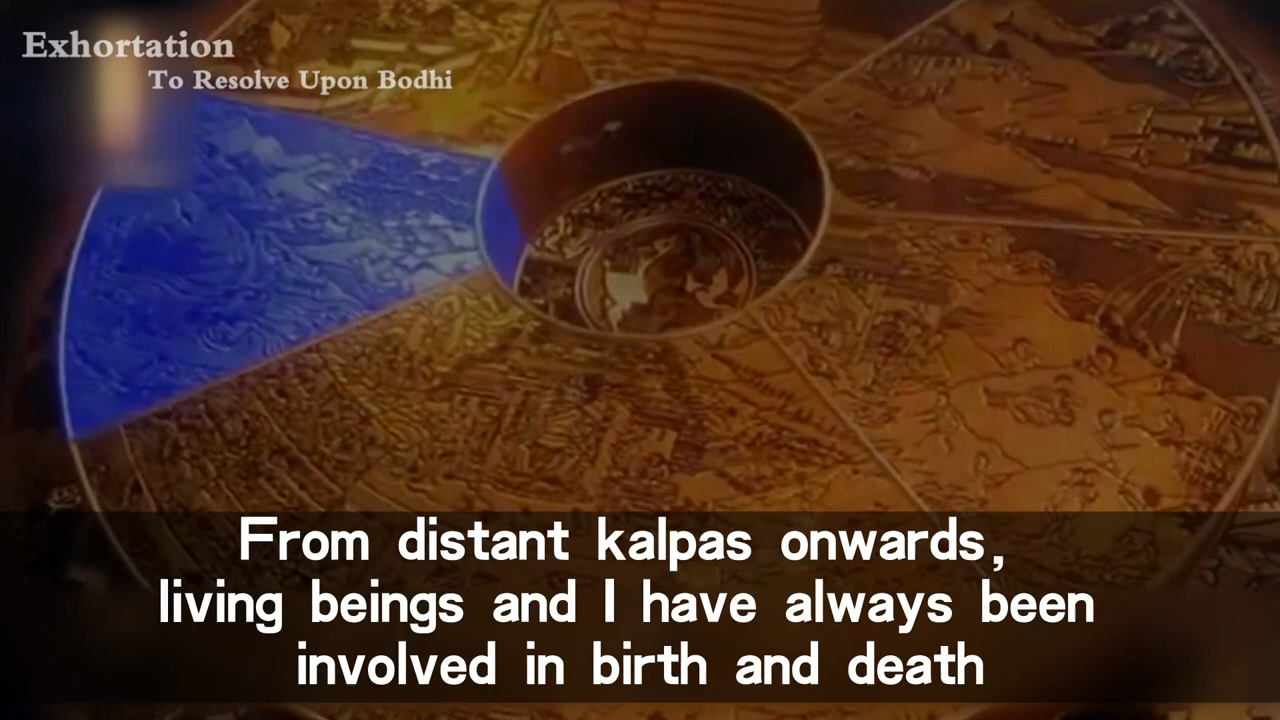 Exhortation
To Resolve Upon Bodhi
From distant kalpas onwards,
living beings and I have always been
involved in birth and death